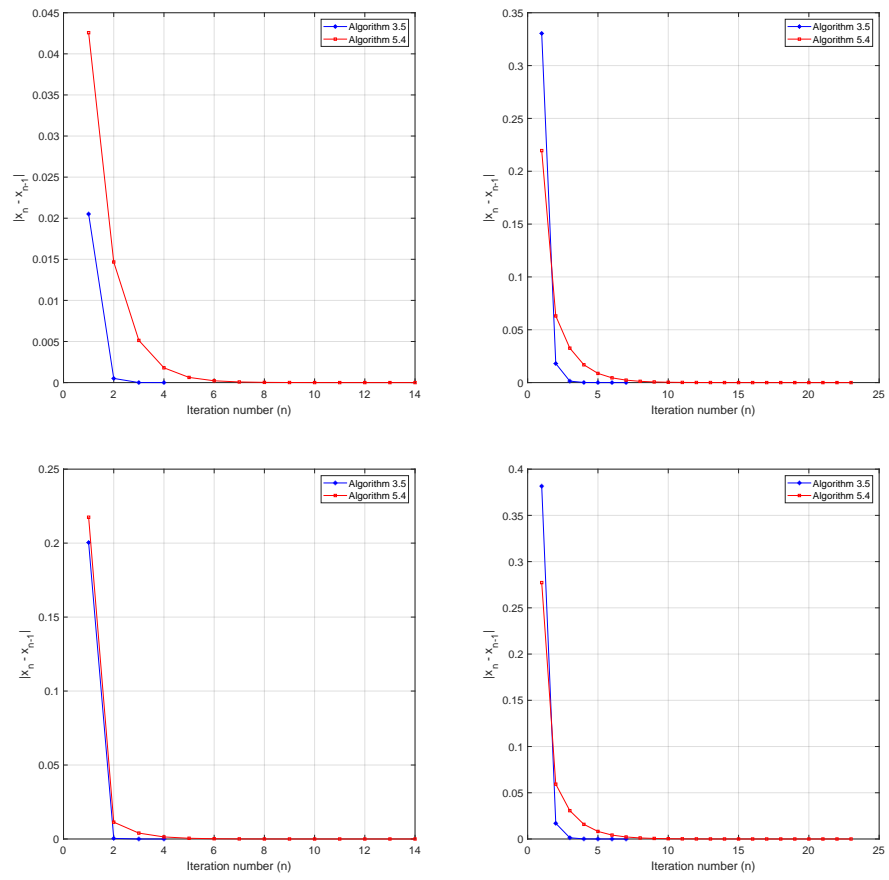 0.045
0.04
0.035
0.03
0.025
0.02
0.015
0.01
0.005
0
|x_n - x_{n-1}|
Algorithm 3.5
Algorithm 5.4
0 2 4 6 8 10 12 14
Iteration number (n)
0.35
0.3
0.25
0.2
0.15
0.1
0.05
0
|x_n - x_{n-1}|
Algorithm 3.5
Algorithm 5.4
0 5 10 15 20 25
Iteration number (n)
0.25
0.2
0.15
0.1
0.05
0
|x_n - x_{n-1}|
Algorithm 3.5
Algorithm 5.4
0 2 4 6 8 10 12 14
Iteration number (n)
0.4
0.35
0.3
0.25
0.2
0.15
0.1
0.05
0
|x_n - x_{n-1}|
Algorithm 3.5
Algorithm 5.4
0 5 10 15 20 25
Iteration number (n)